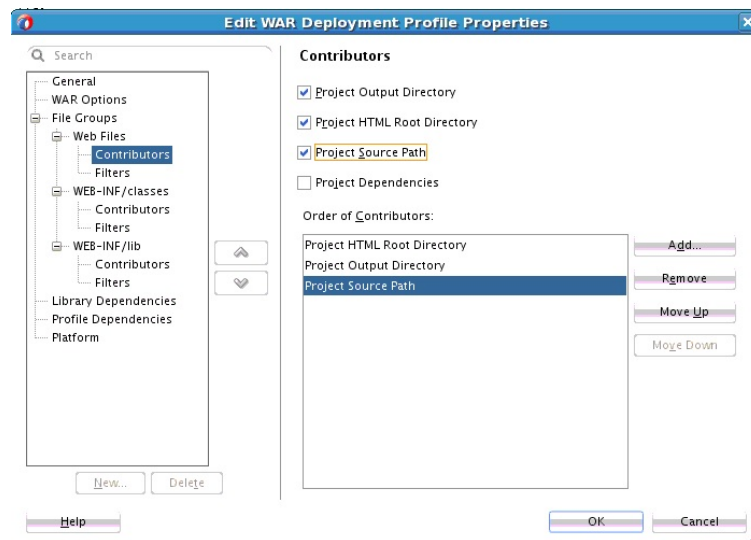 Edit WAR Deployment Profile Properties
Search
General
WAR Options
File Groups
Web Files
Contributors
Filters
WEB-INF/classes
Contributors
Filters
WEB-INF/lib
Contributors
Filters
Library Dependencies
Profile Dependencies
Platform
New...
Delete
Contributors
Project Output Directory
Project HTML Root Directory
Project Source Path
Project Dependencies
Order of Contributors:
Project HTML Root Directory
Project Output Directory
Project Source Path
Add...
Remove
Move Up
Move Down
Help
OK
Cancel